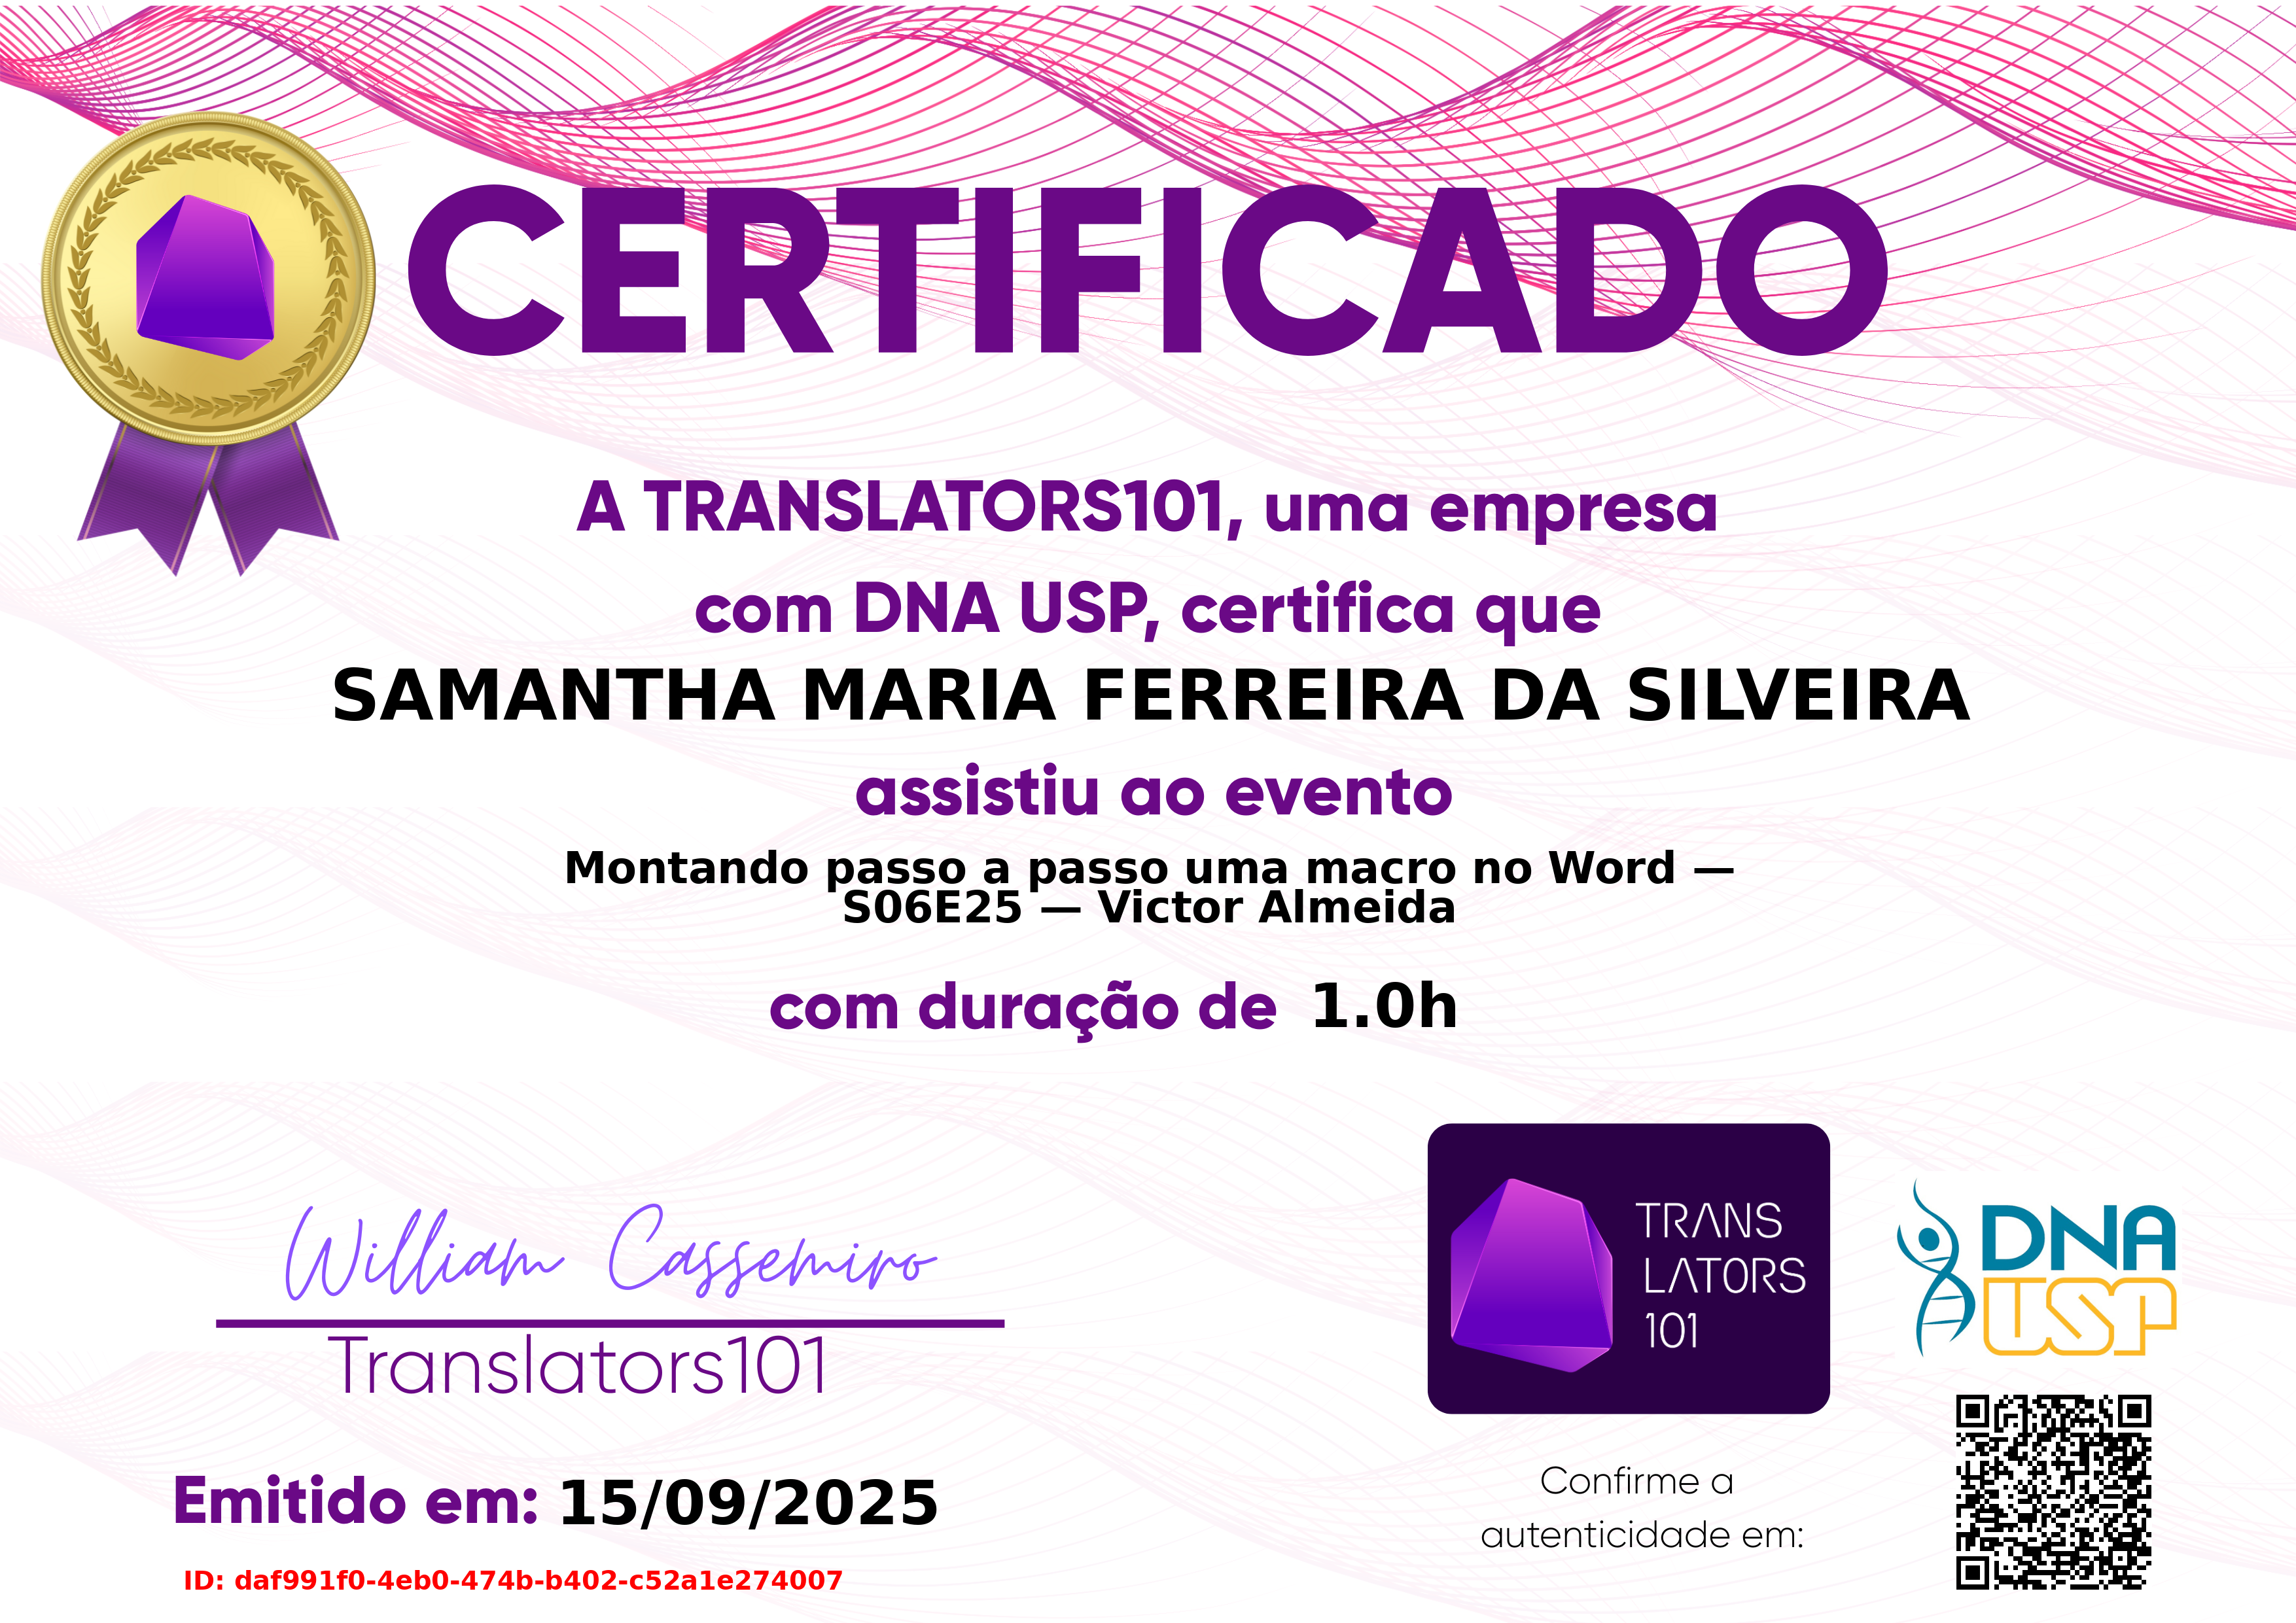 CERTIFICADO
A TRANSLATORS101, uma empresa
com DNA USP, certifica que
SAMANTHA MARIA FERREIRA DA SILVEIRA
assistiu ao evento
Montando passo a passo uma macro no Word —
S06E25 — Victor Almeida
com duração de 1.0h
William Cassemiro
Translators101
TRANS
LATORS
101
DNA
USP
Emitido em: 15/09/2025
ID: daf991f0-4eb0-474b-b402-c52a1e274007
Confirme a
autenticidade em: